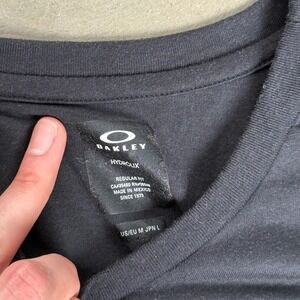 OAKLEY
HYDROLIX
REGULAR FIT
MADE IN MEXICO
SINCE 1975
US/EU M JPN L